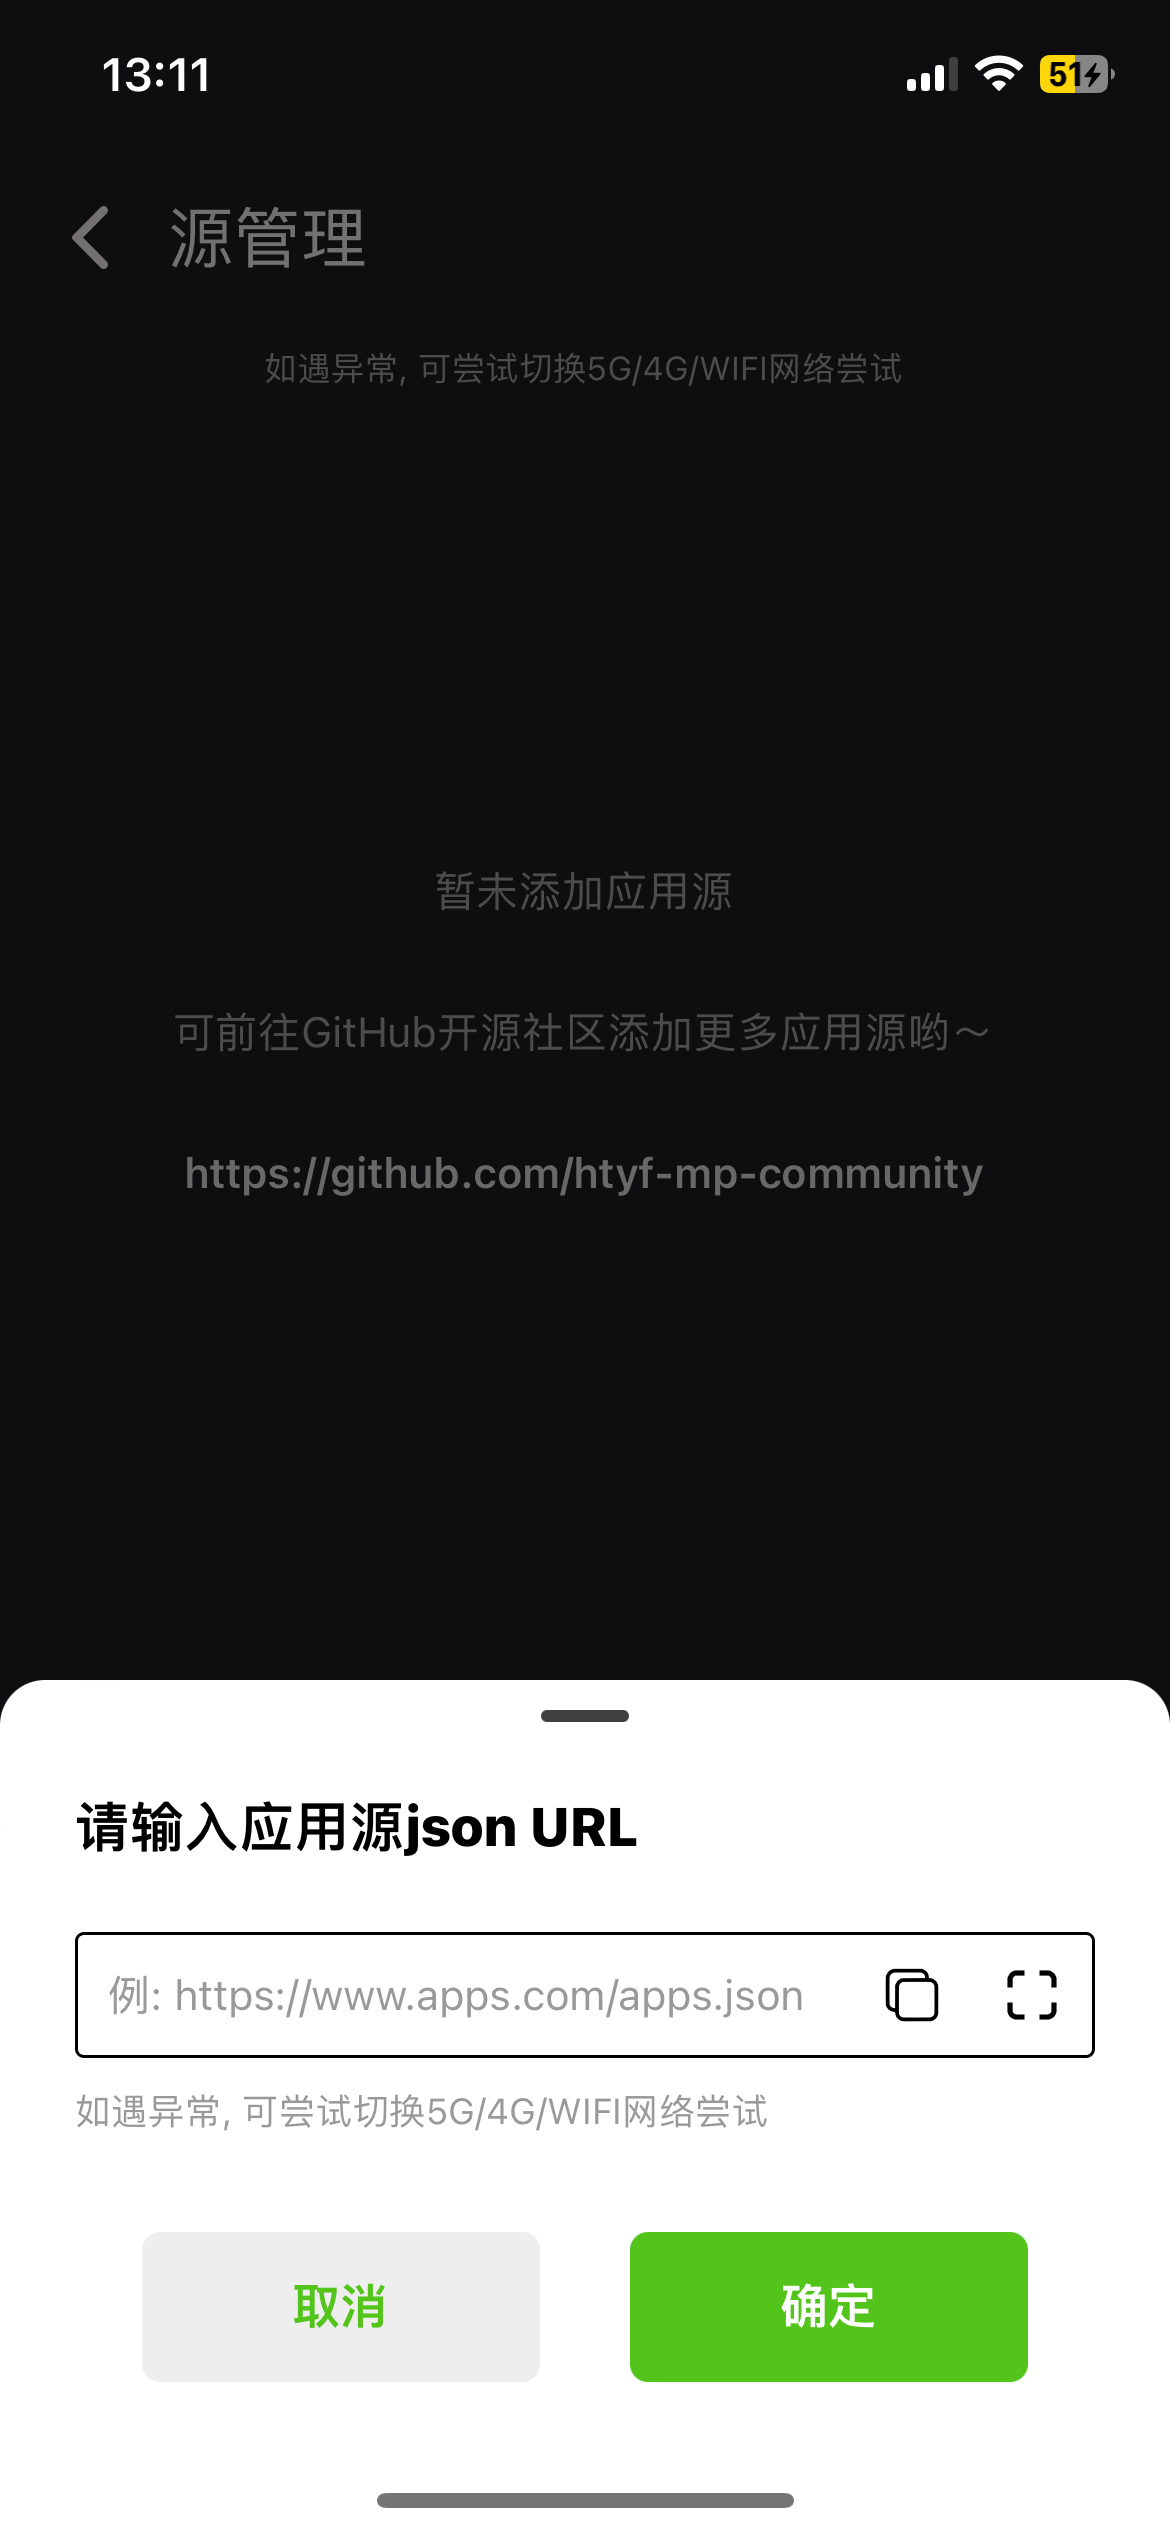 13:11
51
源管理
如遇异常, 可尝试切换5G/4G/WIFI网络尝试
暂未添加应用源
可前往GitHub开源社区添加更多应用源哟～
https://github.com/htyf-mp-community
请输入应用源json URL
例: https://www.apps.com/apps.json
如遇异常, 可尝试切换5G/4G/WIFI网络尝试
取消
确定